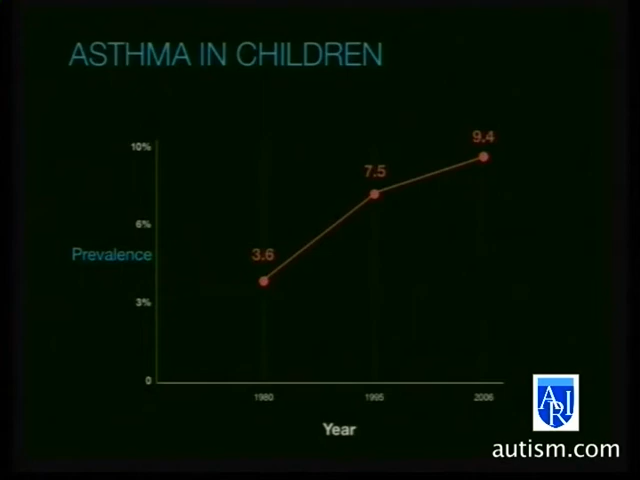 ASTHMA IN CHILDREN
10%
9.4
7.5
6%
Prevalence
3.6
3%
0
1980
1995
2006
Year
ARI
autism.com